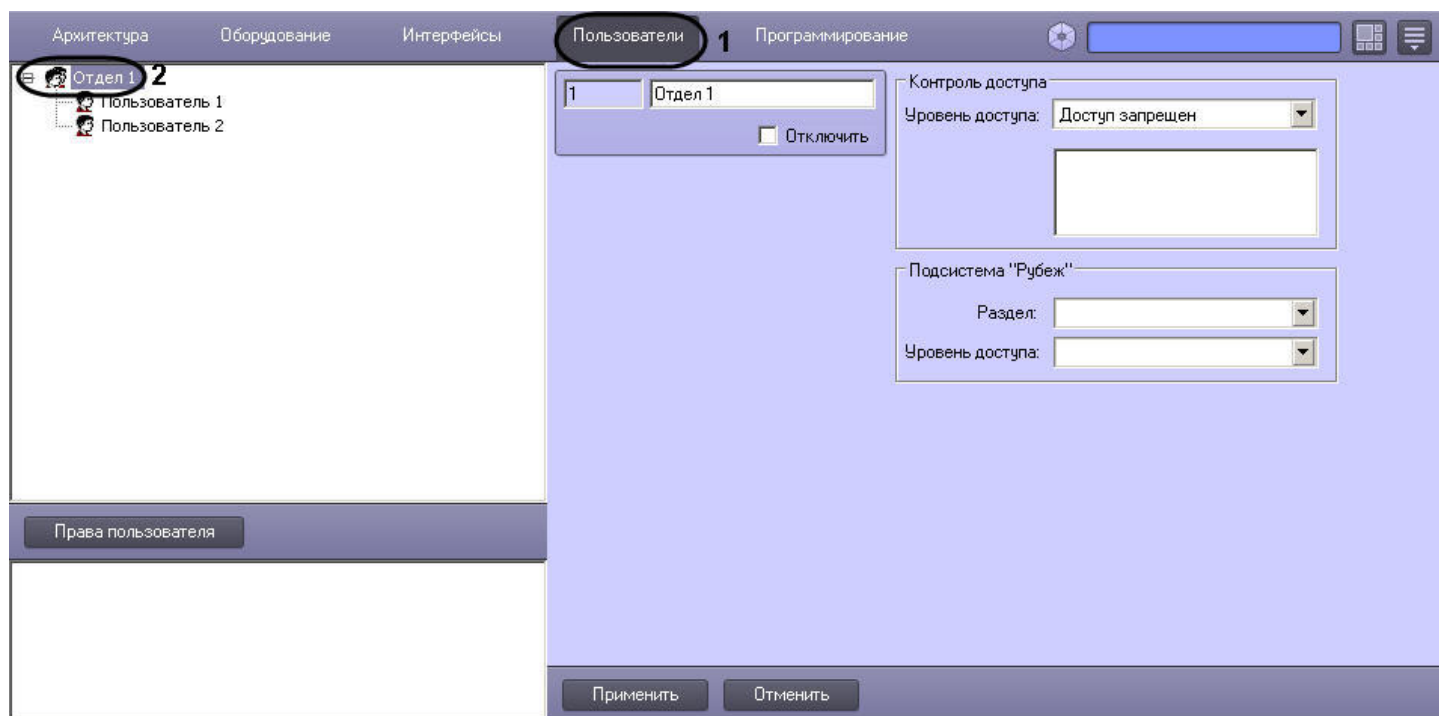 Архитектура Оборудование Интерфейсы Пользователи 1 Программирование
Отдел 1 2
Пользователь 1
Пользователь 2
1 Отдел 1
Отключить
Контроль доступа
Уровень доступа: Доступ запрещен
Подсистема "Рубеж"
Раздел:
Уровень доступа:
Права пользователя
Применить Отменить